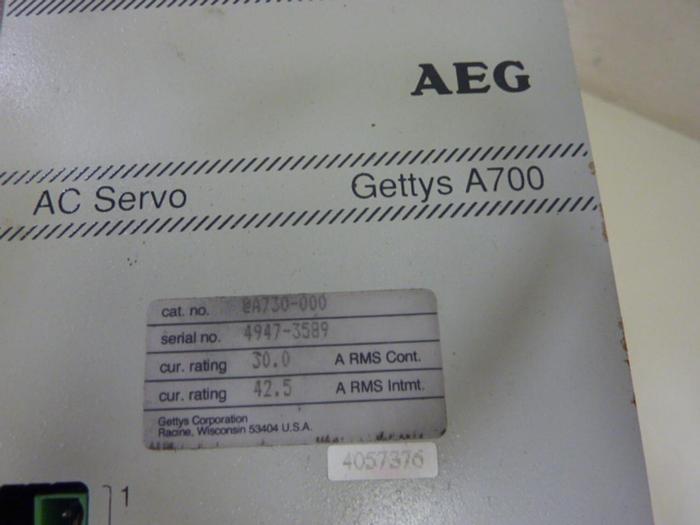 AEG
AC Servo Gettys A700
cat. no. @A730-000
serial no. 4947-3589
cur. rating 30.0 A RMS Cont.
cur. rating 42.5 A RMS Intmt.
Gettys Corporation
Racine, Wisconsin 53404 U.S.A.
4057376
1